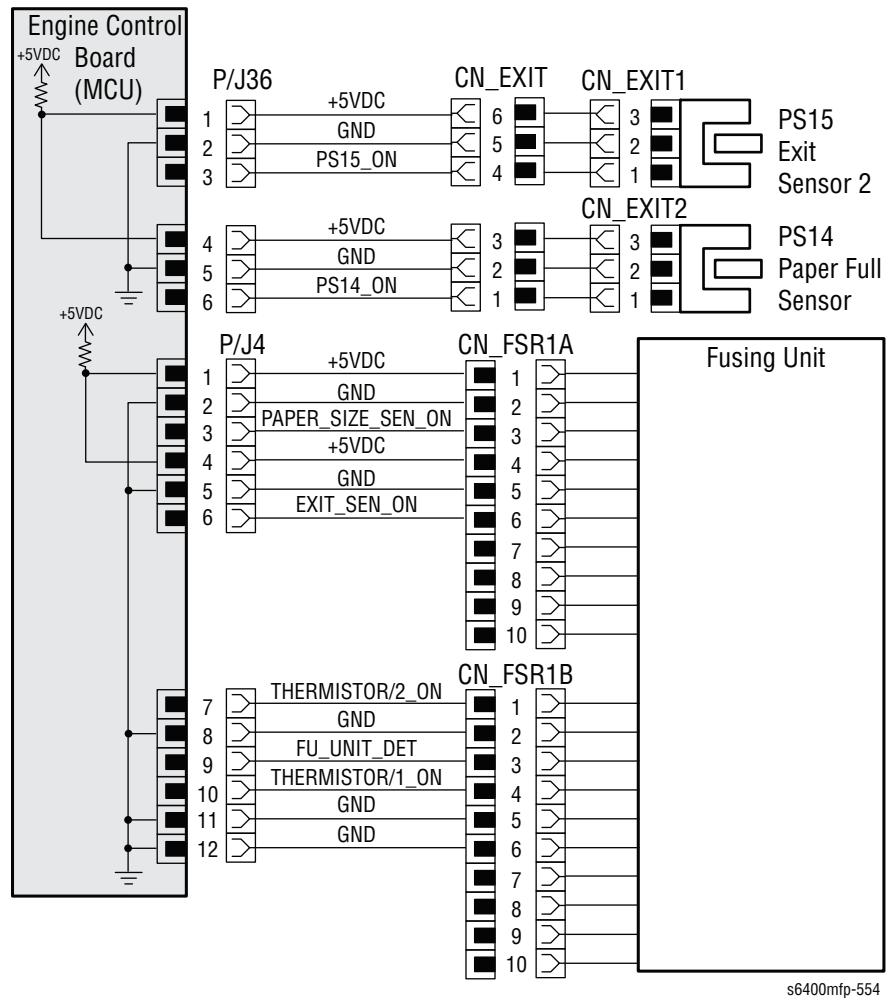 Engine Control
Board
(MCU)
+5VDC
P/J36
CN_EXIT
CN_EXIT1
1 +5VDC 6 3
2 GND 5 2
3 PS15_ON 4 1
PS15
Exit
Sensor 2
CN_EXIT2
4 +5VDC 3 3
5 GND 2 2
6 PS14_ON 1 1
PS14
Paper Full
Sensor
+5VDC
P/J4
CN_FSR1A
Fusing Unit
1 +5VDC 1
2 GND 2
3 PAPER_SIZE_SEN_ON 3
4 +5VDC 4
5 GND 5
6 EXIT_SEN_ON 6
7
8
9
10
CN_FSR1B
7 THERMISTOR/2_ON 1
8 GND 2
9 FU_UNIT_DET 3
10 THERMISTOR/1_ON 4
11 GND 5
12 GND 6
7
8
9
10
s6400mfp-554